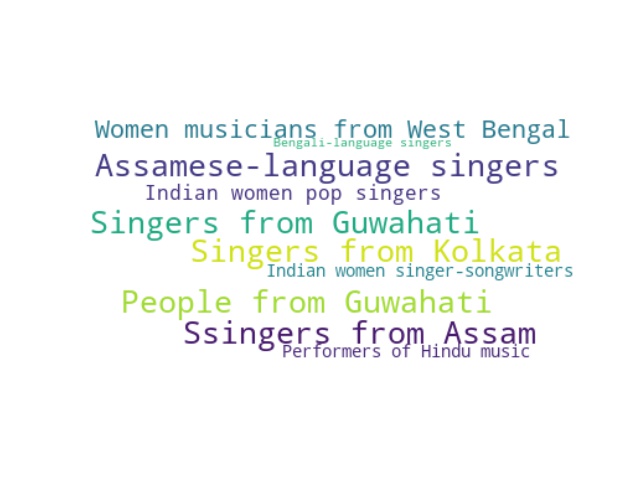 Women musicians from West Bengal
Bengali-language singers
Assamese-language singers
Indian women pop singers
Singers from Guwahati
Singers from Kolkata
Indian women singer-songwriters
People from Guwahati
Ssingers from Assam
Performers of Hindu music